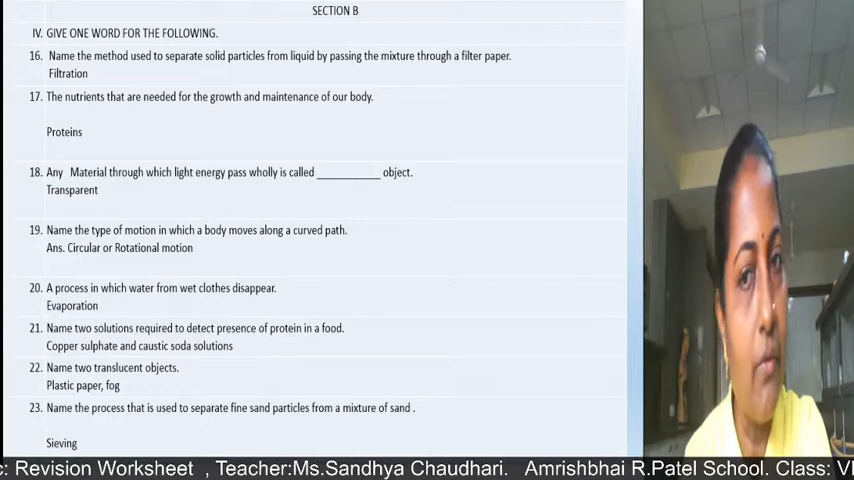 SECTION B
IV. GIVE ONE WORD FOR THE FOLLOWING.
16. Name the method used to separate solid particles from liquid by passing the mixture through a filter paper.
Filtration
17. The nutrients that are needed for the growth and maintenance of our body.
Proteins
18. Any Material through which light energy pass wholly is called ____________ object.
Transparent
19. Name the type of motion in which a body moves along a curved path.
Ans. Circular or Rotational motion
20. A process in which water from wet clothes disappear.
Evaporation
21. Name two solutions required to detect presence of protein in a food.
Copper sulphate and caustic soda solutions
22. Name two translucent objects.
Plastic paper, fog
23. Name the process that is used to separate fine sand particles from a mixture of sand .
Sieving
: Revision Worksheet , Teacher:Ms.Sandhya Chaudhari. Amrishbhai R.Patel School. Class: